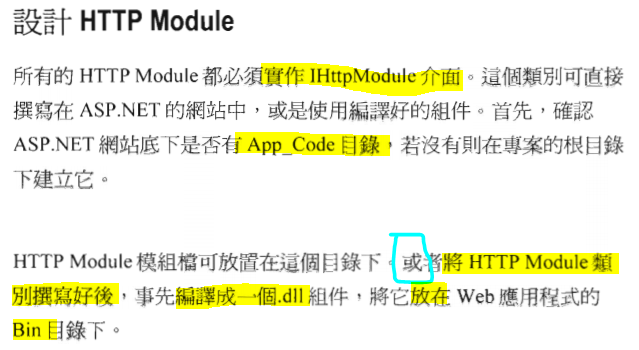 設計 HTTP Module
所有的 HTTP Module 都必須實作 IHttpModule 介面。這個類別可直接
撰寫在 ASP.NET 的網站中，或是使用編譯好的組件。首先，確認
ASP.NET 網站底下是否有 App_Code 目錄，若沒有則在專案的根目錄
下建立它。
HTTP Module 模組檔可放置在這個目錄下。或者將 HTTP Module 類
別撰寫好後，事先編譯成一個.dll 組件，將它放在 Web 應用程式的
Bin 目錄下。